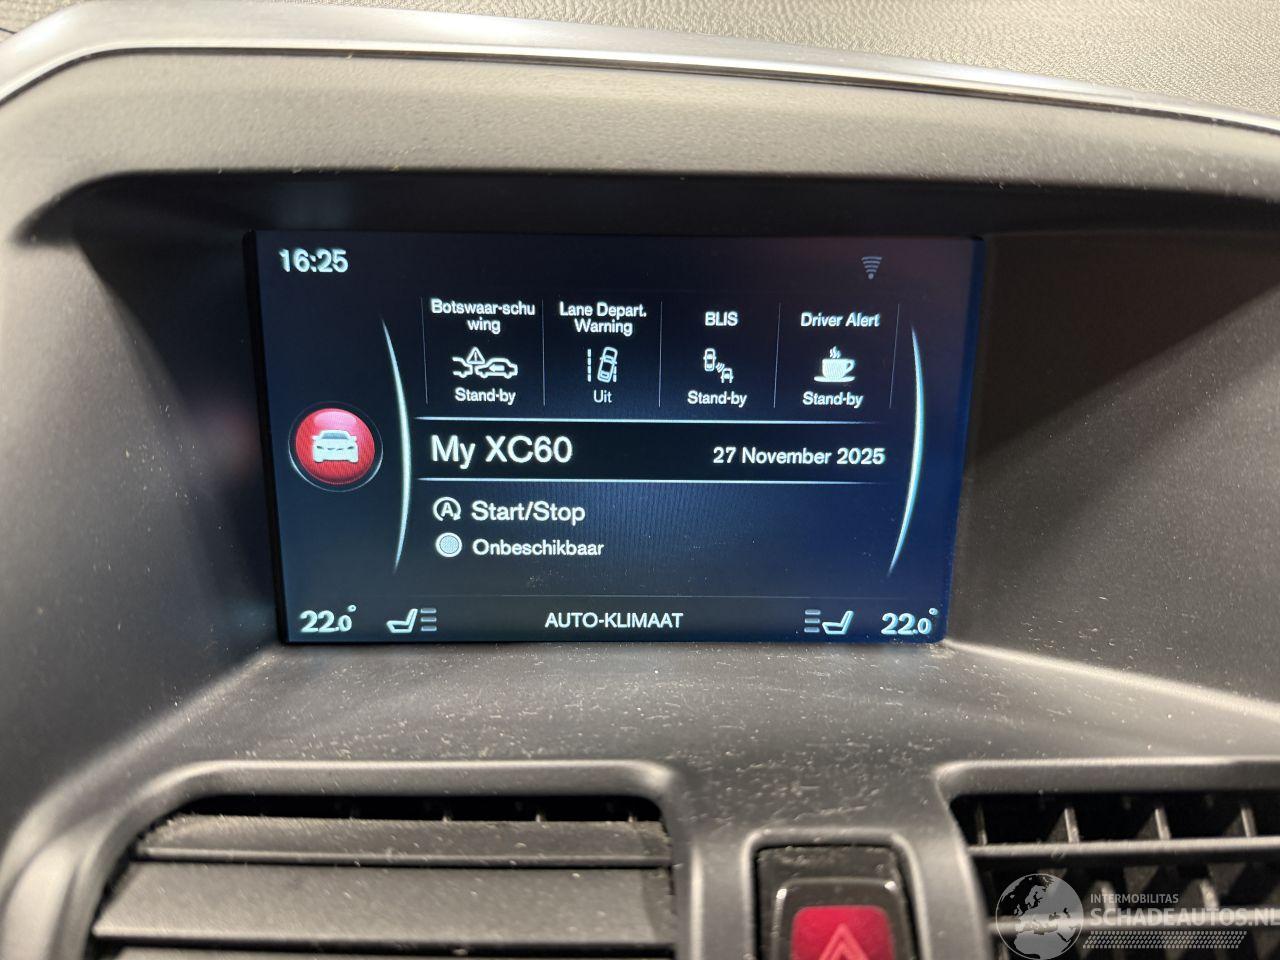 16:25
Botswaar-schu
wing
Lane Depart.
Warning
BLIS
Driver Alert
Stand-by
Uit
Stand-by
Stand-by
My XC60
27 November 2025
Start/Stop
Onbeschikbaar
22.0°
AUTO-KLIMAAT
22.0°
INTERMOBILITAS
SCHADEAUTOS.NL